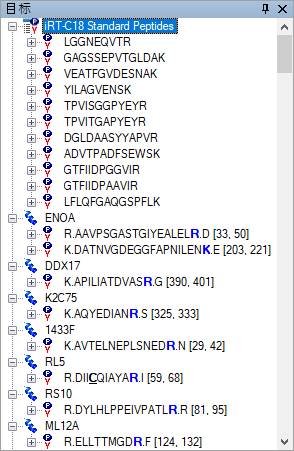 目标
iRT-C18 Standard Peptides
LGGNEQVTR
GAGSSEPVTGLDAK
VEATFGVDESNAK
YILAGVENSK
TPVISGGPYEYR
TPVITGAPYEYR
DGLDAASYYAPVR
ADVTPADFSEWSK
GTFIIDPGGVIR
GTFIIDPAAVIR
LFLQFGAQGSPFLK
ENOA
R.AAVPSGASTGIYEALELR.D [33, 50]
K.DATNVGDEGGFAPNILENK.E [203, 221]
DDX17
K.APILIATDVASR.G [390, 401]
K2C75
K.AQYEDIANR.S [325, 333]
1433F
K.AVTELNEPLSNEDR.N [29, 42]
RL5
R.DIICQIAYAR.I [59, 68]
RS10
R.DYLHLPPEIVPATLR.R [81, 95]
ML12A
R.ELLTTMGDR.F [124, 132]